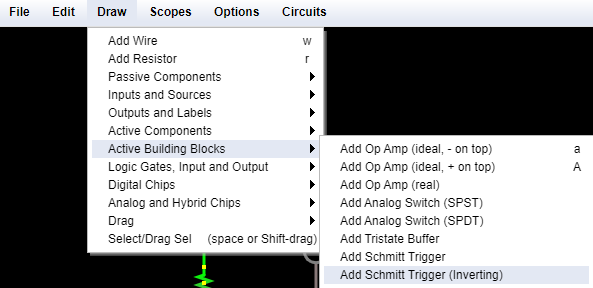 File Edit Draw Scopes Options Circuits
Add Wire w
Add Resistor r
Passive Components
Inputs and Sources
Outputs and Labels
Active Components
Active Building Blocks
Logic Gates, Input and Output
Digital Chips
Analog and Hybrid Chips
Drag
Select/Drag Sel (space or Shift-drag)
Add Op Amp (ideal, - on top) a
Add Op Amp (ideal, + on top) A
Add Op Amp (real)
Add Analog Switch (SPST)
Add Analog Switch (SPDT)
Add Tristate Buffer
Add Schmitt Trigger
Add Schmitt Trigger (Inverting)